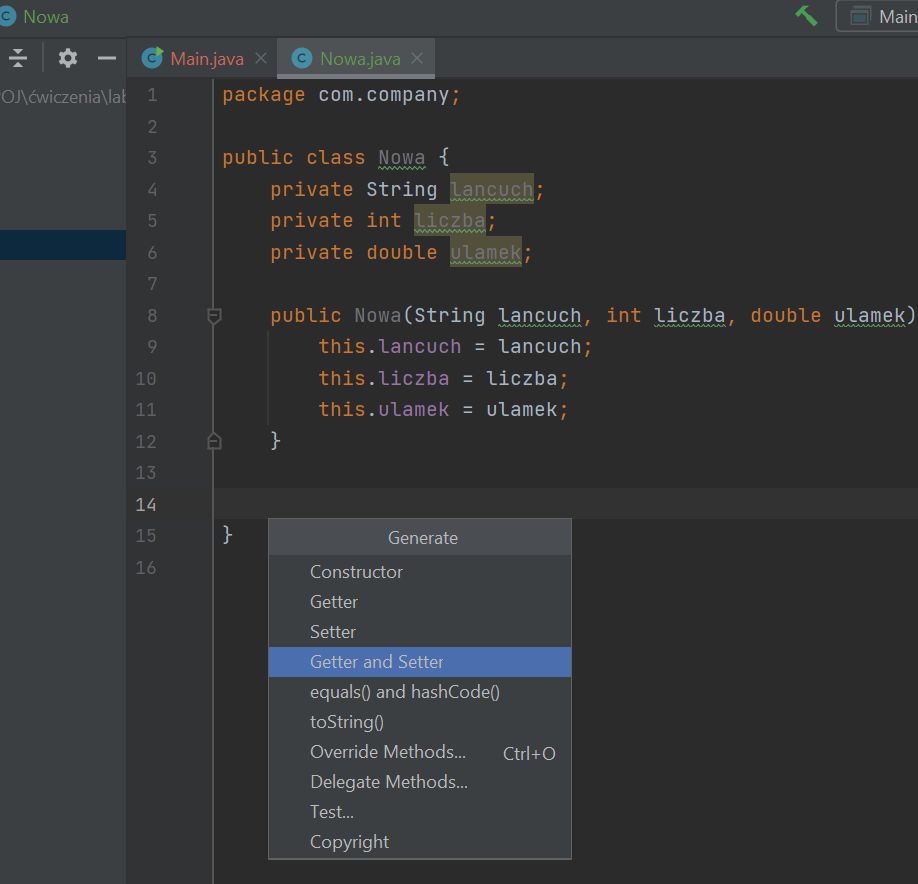 C Nowa
Main
C Main.java
C Nowa.java
OJ\ćwiczenia\lab
1 package com.company;
2
3 public class Nowa {
4 private String lancuch;
5 private int liczba;
6 private double ulamek;
7
8 public Nowa(String lancuch, int liczba, double ulamek)
9 this.lancuch = lancuch;
10 this.liczba = liczba;
11 this.ulamek = ulamek;
12 }
13
14
15 }
16
Generate
Constructor
Getter
Setter
Getter and Setter
equals() and hashCode()
toString()
Override Methods... Ctrl+O
Delegate Methods...
Test...
Copyright